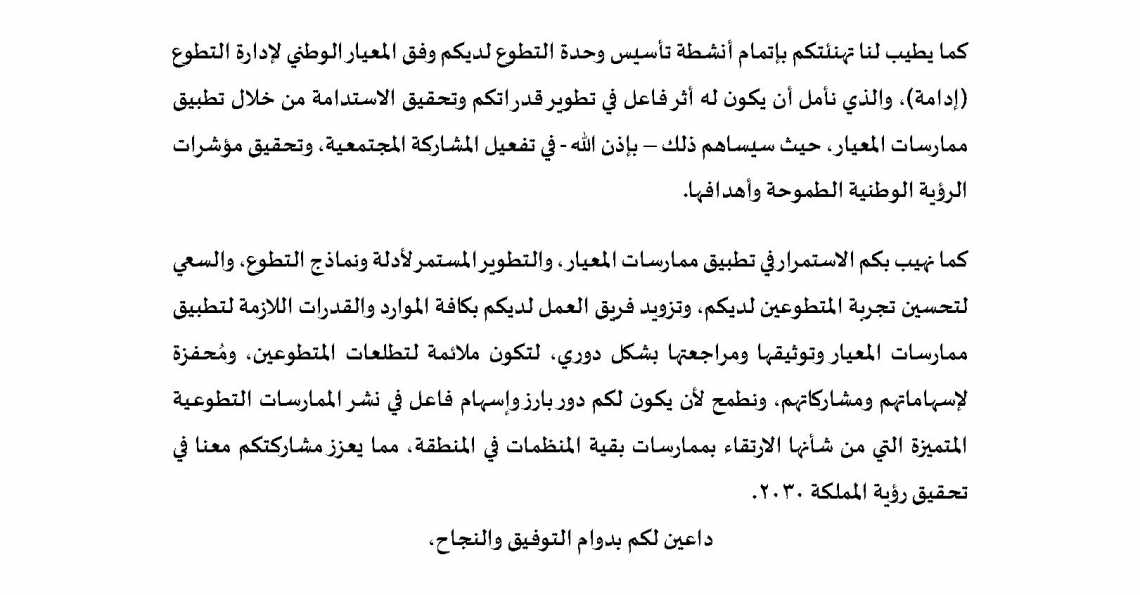 كما يطيب لنا تهنئتكم بإتمام أنشطة تأسيس وحدة التطوع لديكم وفق المعيار الوطني لإدارة التطوع
(إدامة)، والذي نأمل أن يكون له أثر فاعل في تطوير قدراتكم وتحقيق الاستدامة من خلال تطبيق
ممارسات المعيار، حيث سيساهم ذلك – بإذن الله - في تفعيل المشاركة المجتمعية، وتحقيق مؤشرات
الرؤية الوطنية الطموحة وأهدافها.
كما نهيب بكم الاستمرار في تطبيق ممارسات المعيار، والتطوير المستمر لأدلة ونماذج التطوع، والسعي
لتحسين تجربة المتطوعين لديكم، وتزويد فريق العمل لديكم بكافة الموارد والقدرات اللازمة لتطبيق
ممارسات المعيار وتوثيقها ومراجعتها بشكل دوري، لتكون ملائمة لتطلعات المتطوعين، ومُحفزة
لإسهاماتهم ومشاركاتهم، ونطمح لأن يكون لكم دور بارز وإسهام فاعل في نشر الممارسات التطوعية
المتميزة التي من شأنها الارتقاء بممارسات بقية المنظمات في المنطقة، مما يعزز مشاركتكم معنا في
تحقيق رؤية المملكة ٢٠٣٠.
داعين لكم بدوام التوفيق والنجاح،